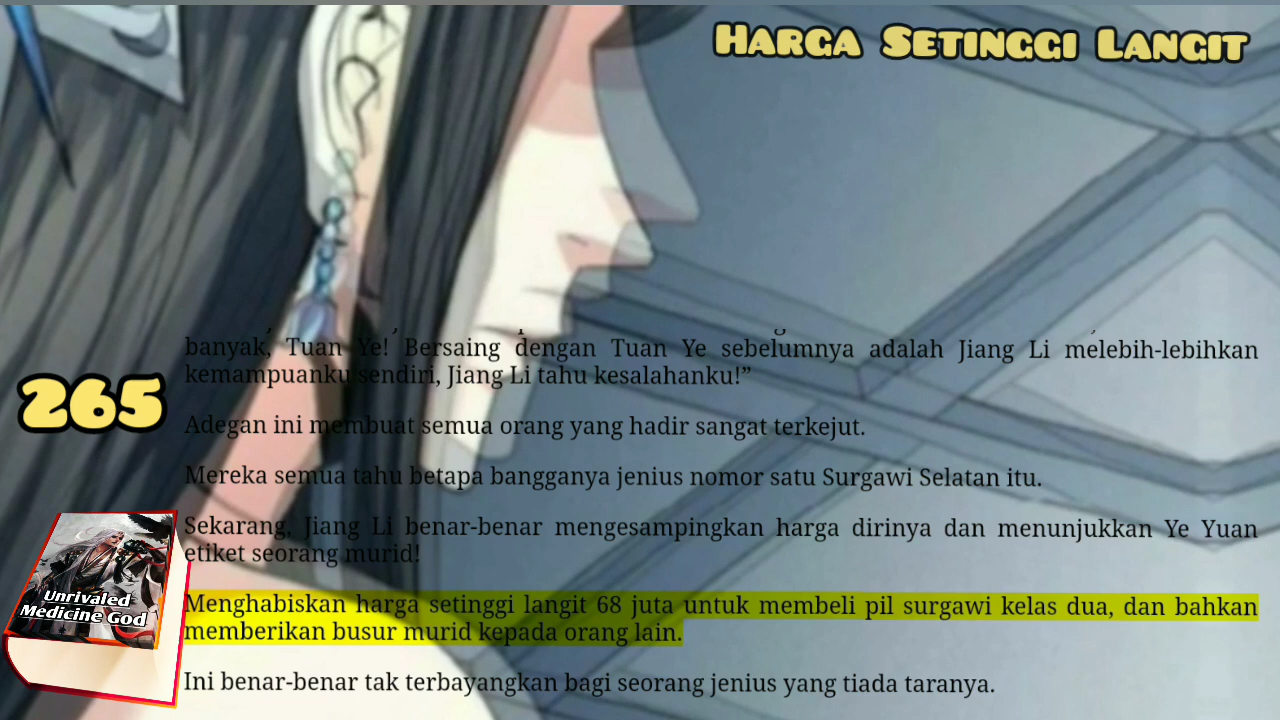 Harga Setinggi Langit
banyak, Tuan Ye! Bersaing dengan Tuan Ye sebelumnya adalah Jiang Li melebih-lebihkan
kemampuanku sendiri, Jiang Li tahu kesalahanku!”
265
Adegan ini membuat semua orang yang hadir sangat terkejut.
Mereka semua tahu betapa bangganya jenius nomor satu Surgawi Selatan itu.
Sekarang, Jiang Li benar-benar mengesampingkan harga dirinya dan menunjukkan Ye Yuan
etiket seorang murid!
Unrivaled
Medicine God
Menghabiskan harga setinggi langit 68 juta untuk membeli pil surgawi kelas dua, dan bahkan
memberikan busur murid kepada orang lain.
Ini benar-benar tak terbayangkan bagi seorang jenius yang tiada taranya.